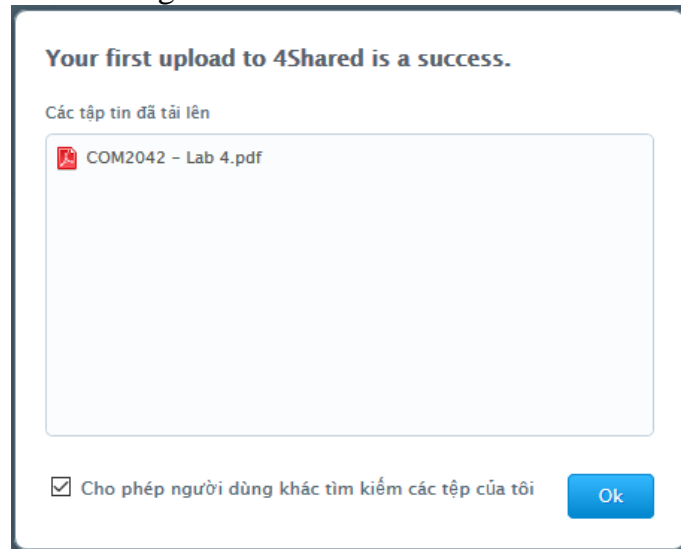 Your first upload to 4Shared is a success.
Các tập tin đã tải lên
COM2042 – Lab 4.pdf
Cho phép người dùng khác tìm kiếm các tệp của tôi
Ok